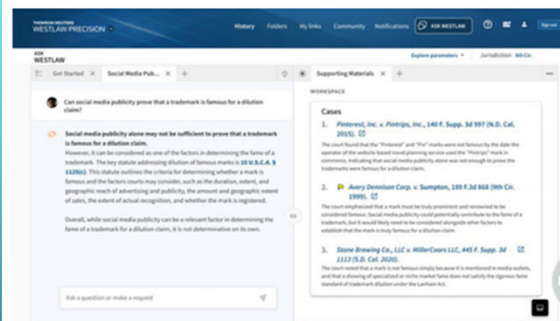 THOMSON REUTERS
WESTLAW PRECISION
History
Folders
My links
Community
Notifications
ASK WESTLAW
Sign out
ASK
WESTLAW
Explore parameters
Jurisdiction 9th Cir.
Get Started
Social Media Pub...
Supporting Materials
Can social media publicity prove that a trademark is famous for a dilution
claim?
Social media publicity alone may not be sufficient to prove that a trademark
is famous for a dilution claim.
However, it can be considered as one of the factors in determining the fame of a
trademark. The key statute addressing dilution of famous marks is 15 U.S.C.A. §
1125(c). This statute outlines the criteria for determining whether a mark is
famous and the factors courts may consider, such as the duration, extent, and
geographic reach of advertising and publicity, the amount and geographic extent
of sales, the extent of actual recognition, and whether the mark is registered.
Overall, while social media publicity can be a relevant factor in determining the
fame of a trademark for a dilution claim, it is not determinative on its own.
Ask a question or make a request
WORKSPACE
Cases
1. Pinterest, Inc. v. Pintrips, Inc., 140 F. Supp. 3d 997 (N.D. Cal.
2015).
The court found that the "Pinterest" and "Pin" marks were not famous by the date the
operator of the website-based travel planning service used the "Pintrips" mark in
commerce, indicating that social media publicity alone was not enough to prove the
trademarks were famous for a dilution claim.
2. Avery Dennison Corp. v. Sumpton, 189 F.3d 868 (9th Cir.
1999).
The court emphasized that a mark must be truly prominent and renowned to be
considered famous. Social media publicity could potentially contribute to the fame of a
trademark, but it would likely need to be considered alongside other factors to
establish that the mark is famous for a dilution claim.
3. Stone Brewing Co., LLC v. MillerCoors LLC, 445 F. Supp. 3d
1113 (S.D. Cal. 2020).
The court noted that a mark is not famous simply because it is mentioned in media outlets,
and that a showing of specialized or niche market fame does not satisfy the rigorous fame
standard of trademark dilution under the Lanham Act.